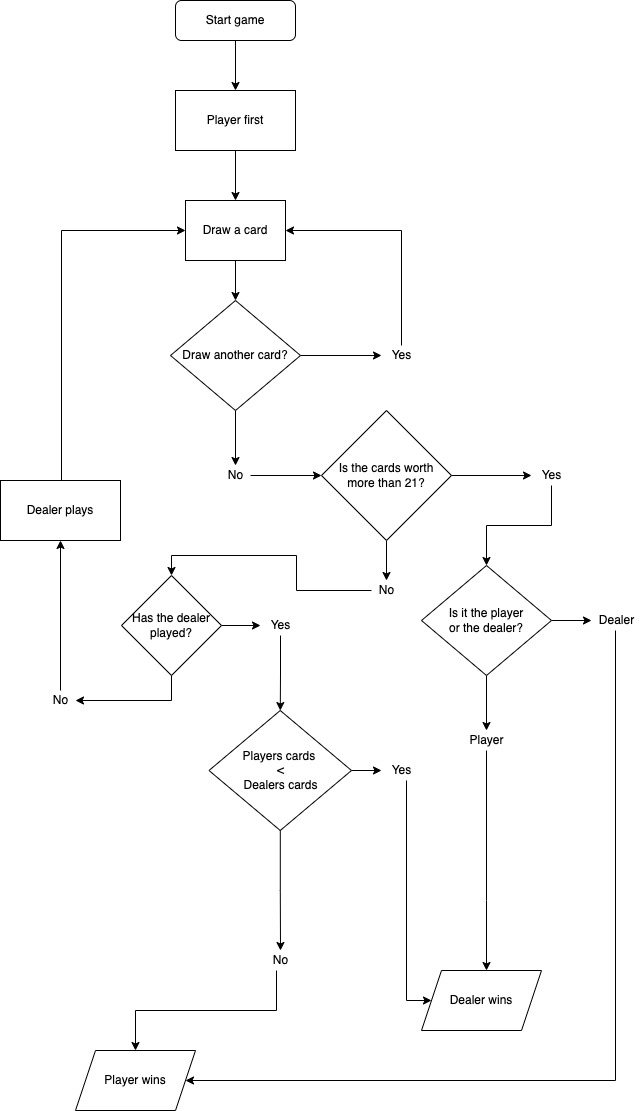 Start game
Player first
Draw a card
Draw another card?
Yes
No
Is the cards worth
more than 21?
Yes
Dealer plays
No
Has the dealer
played?
Yes
Is it the player
or the dealer?
Dealer
No
Player
Players cards
<
Dealers cards
Yes
No
Dealer wins
Player wins